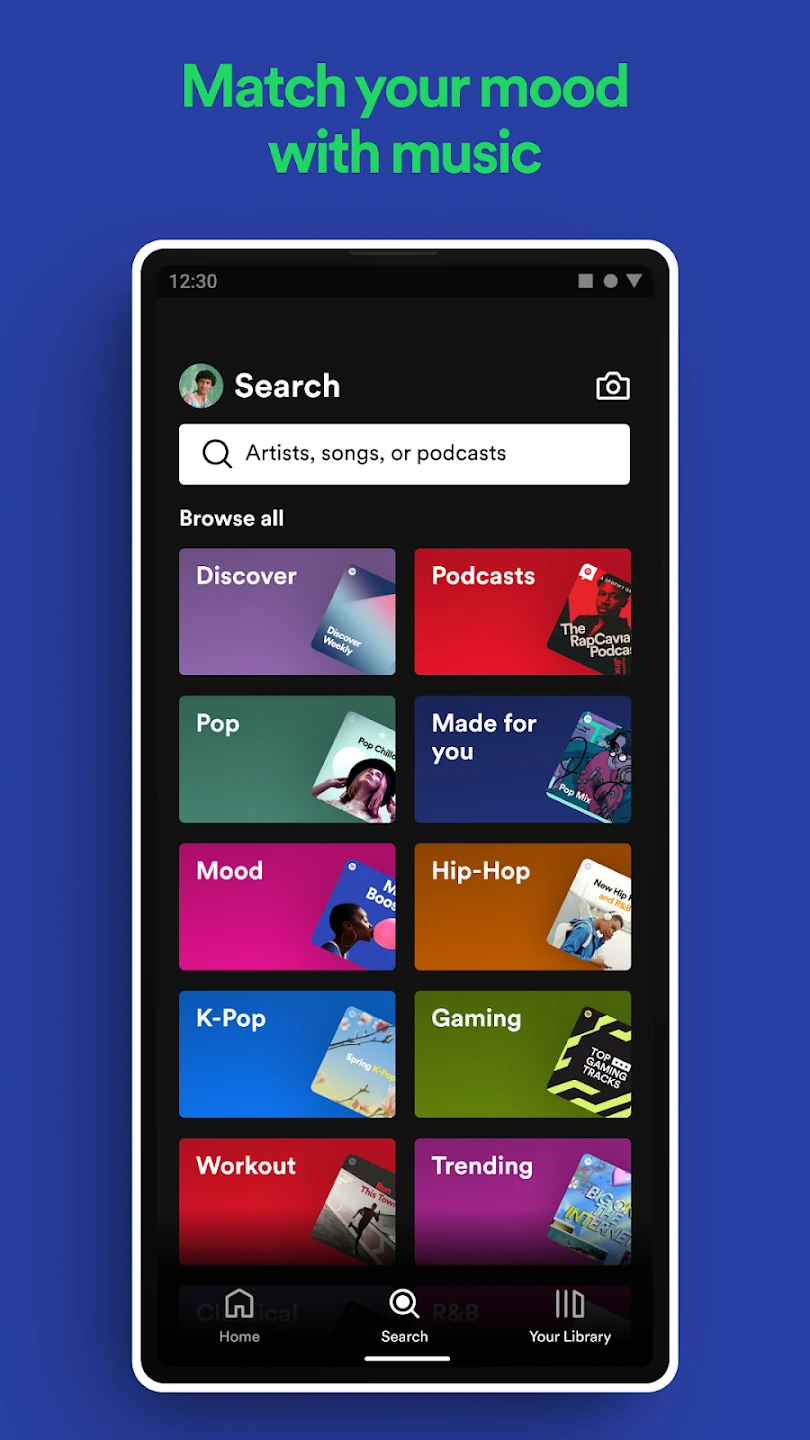 Match your mood
with music
12:30
Search
Artists, songs, or podcasts
Browse all
Discover
Discover
Weekly
Podcasts
The
RapCaviar
Podcas
Pop
Pop Chillo
Made for
you
Pop Mix
Mood
M
Boos
Hip-Hop
New Hip
and R&B
K-Pop
Spring K-Pop
Gaming
TOP
GAMING
TRACKS
Workout
Run
This Town
Trending
BIG ON
THE
INTERNET
Classical
R&B
Home
Search
Your Library